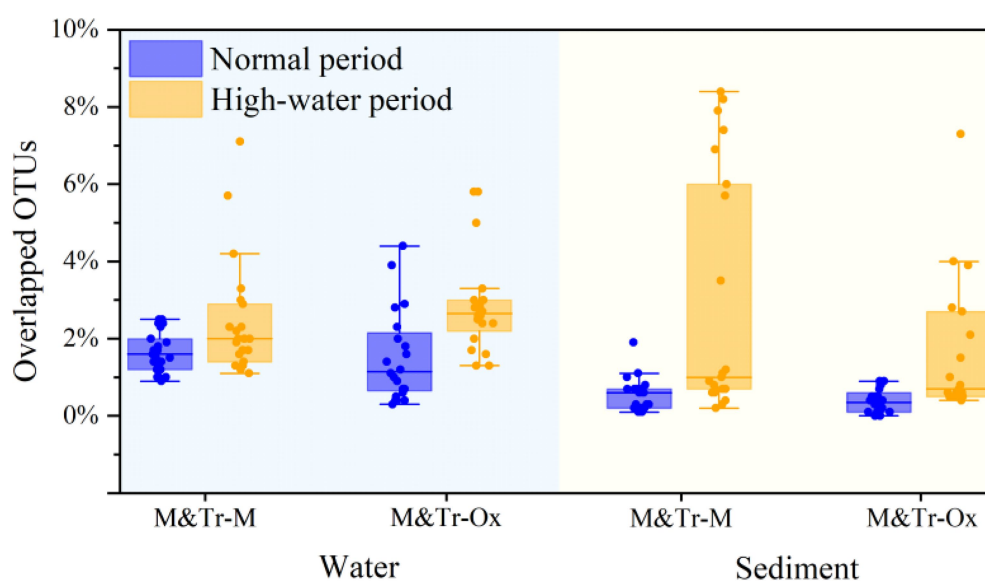 10%
8%
6%
4%
2%
0%
Overlapped OTUs
Normal period
High-water period
M&Tr-M
M&Tr-Ox
M&Tr-M
M&Tr-Ox
Water
Sediment